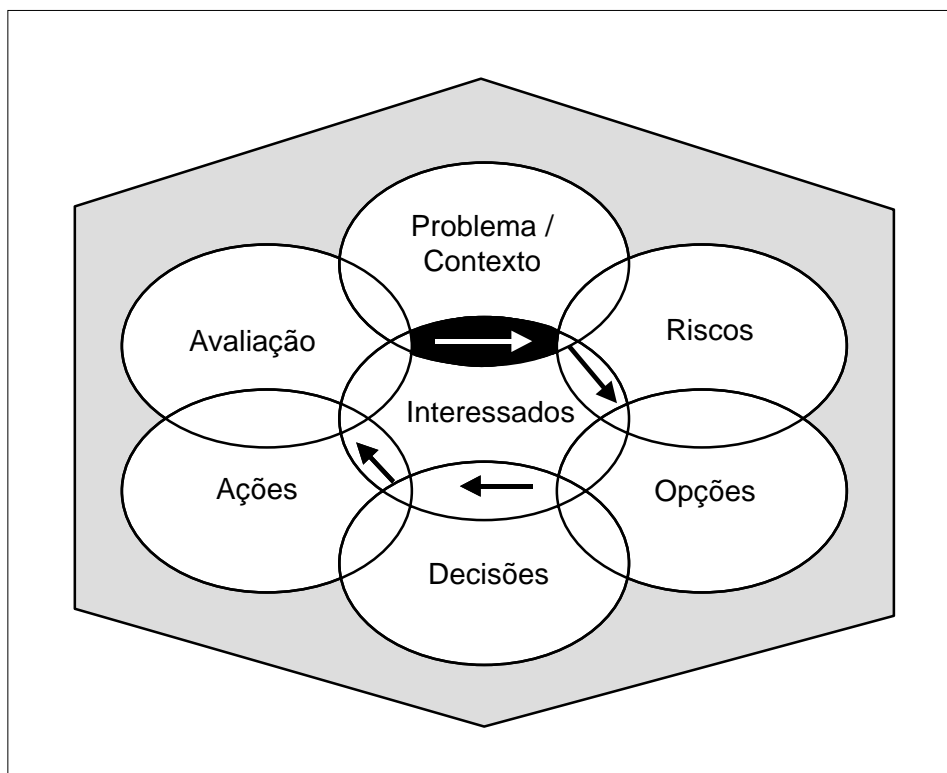 Problema /
Contexto
Avaliação
Riscos
Interessados
Ações
Opções
Decisões